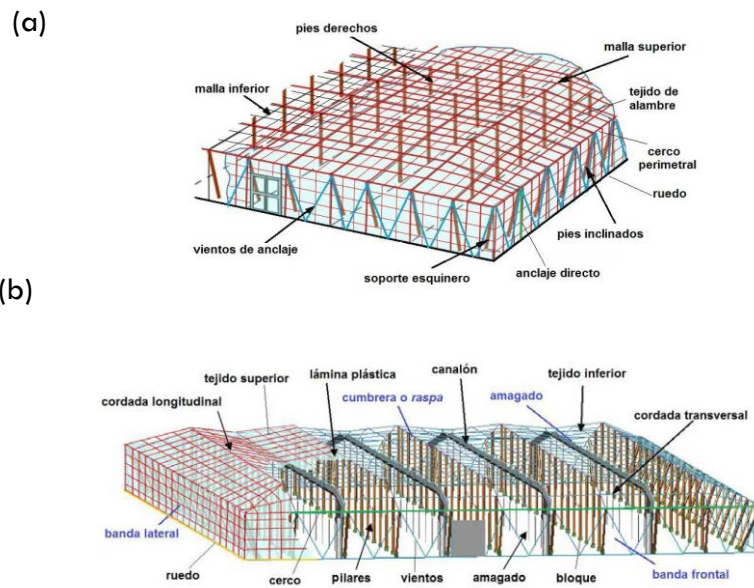 (a)
pies derechos
malla superior
malla inferior
tejido de
alambre
cerco
perimetral
ruedo
pies inclinados
vientos de anclaje
soporte esquinero
anclaje directo
(b)
tejido superior
lámina plástica
canalón
tejido inferior
cordada longitudinal
cumbrera o raspa
amagado
cordada transversal
banda lateral
ruedo
cerco
pilares
vientos
amagado
bloque
banda frontal